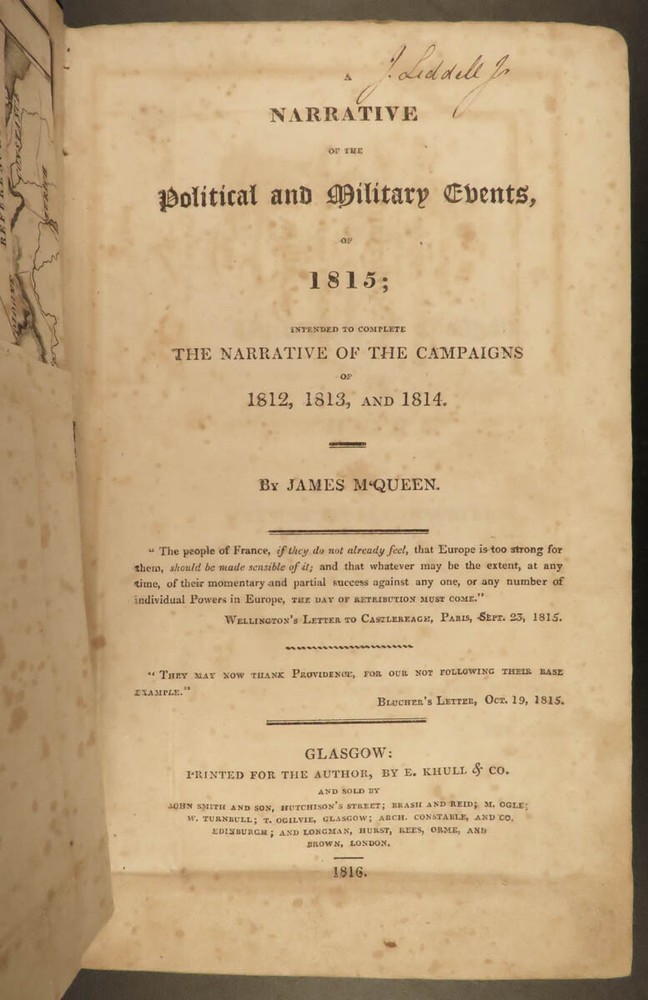 J. Liddell Jr
A
NARRATIVE
OF THE
Political and Military Events,
OF
1815;
INTENDED TO COMPLETE
THE NARRATIVE OF THE CAMPAIGNS
OF
1812, 1813, AND 1814.
By JAMES M‘QUEEN.
“ The people of France, if they do not already feel, that Europe is too strong for
them, should be made sensible of it; and that whatever may be the extent, at any
time, of their momentary and partial success against any one, or any number of
individual Powers in Europe, THE DAY OF RETRIBUTION MUST COME.”
WELLINGTON'S LETTER TO CASTLEREAGH, PARIS, SEPT. 23, 1815.
“ THEY MAY NOW THANK PROVIDENCE, FOR OUR NOT FOLLOWING THEIR BASE
EXAMPLE.”
BLUCHER'S LETTER, OCT. 19, 1815.
GLASGOW:
PRINTED FOR THE AUTHOR, BY E. KHULL & CO.
AND SOLD BY
JOHN SMITH AND SON, HUTCHISON'S STREET; BRASH AND REID; M. OGLE;
W. TURNBULL; T. OGILVIE, GLASGOW; ARCH. CONSTABLE, AND CO.
EDINBURGH; AND LONGMAN, HURST, REES, ORME, AND
BROWN, LONDON.
1816.